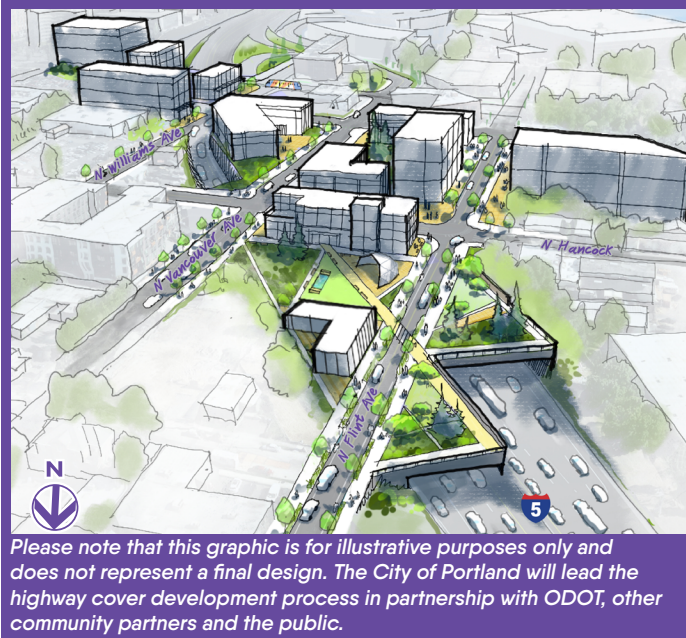 N Williams Ave
N Vancouver Ave
N Hancock
N Flint Ave
N
5
Please note that this graphic is for illustrative purposes only and
does not represent a final design. The City of Portland will lead the
highway cover development process in partnership with ODOT, other
community partners and the public.